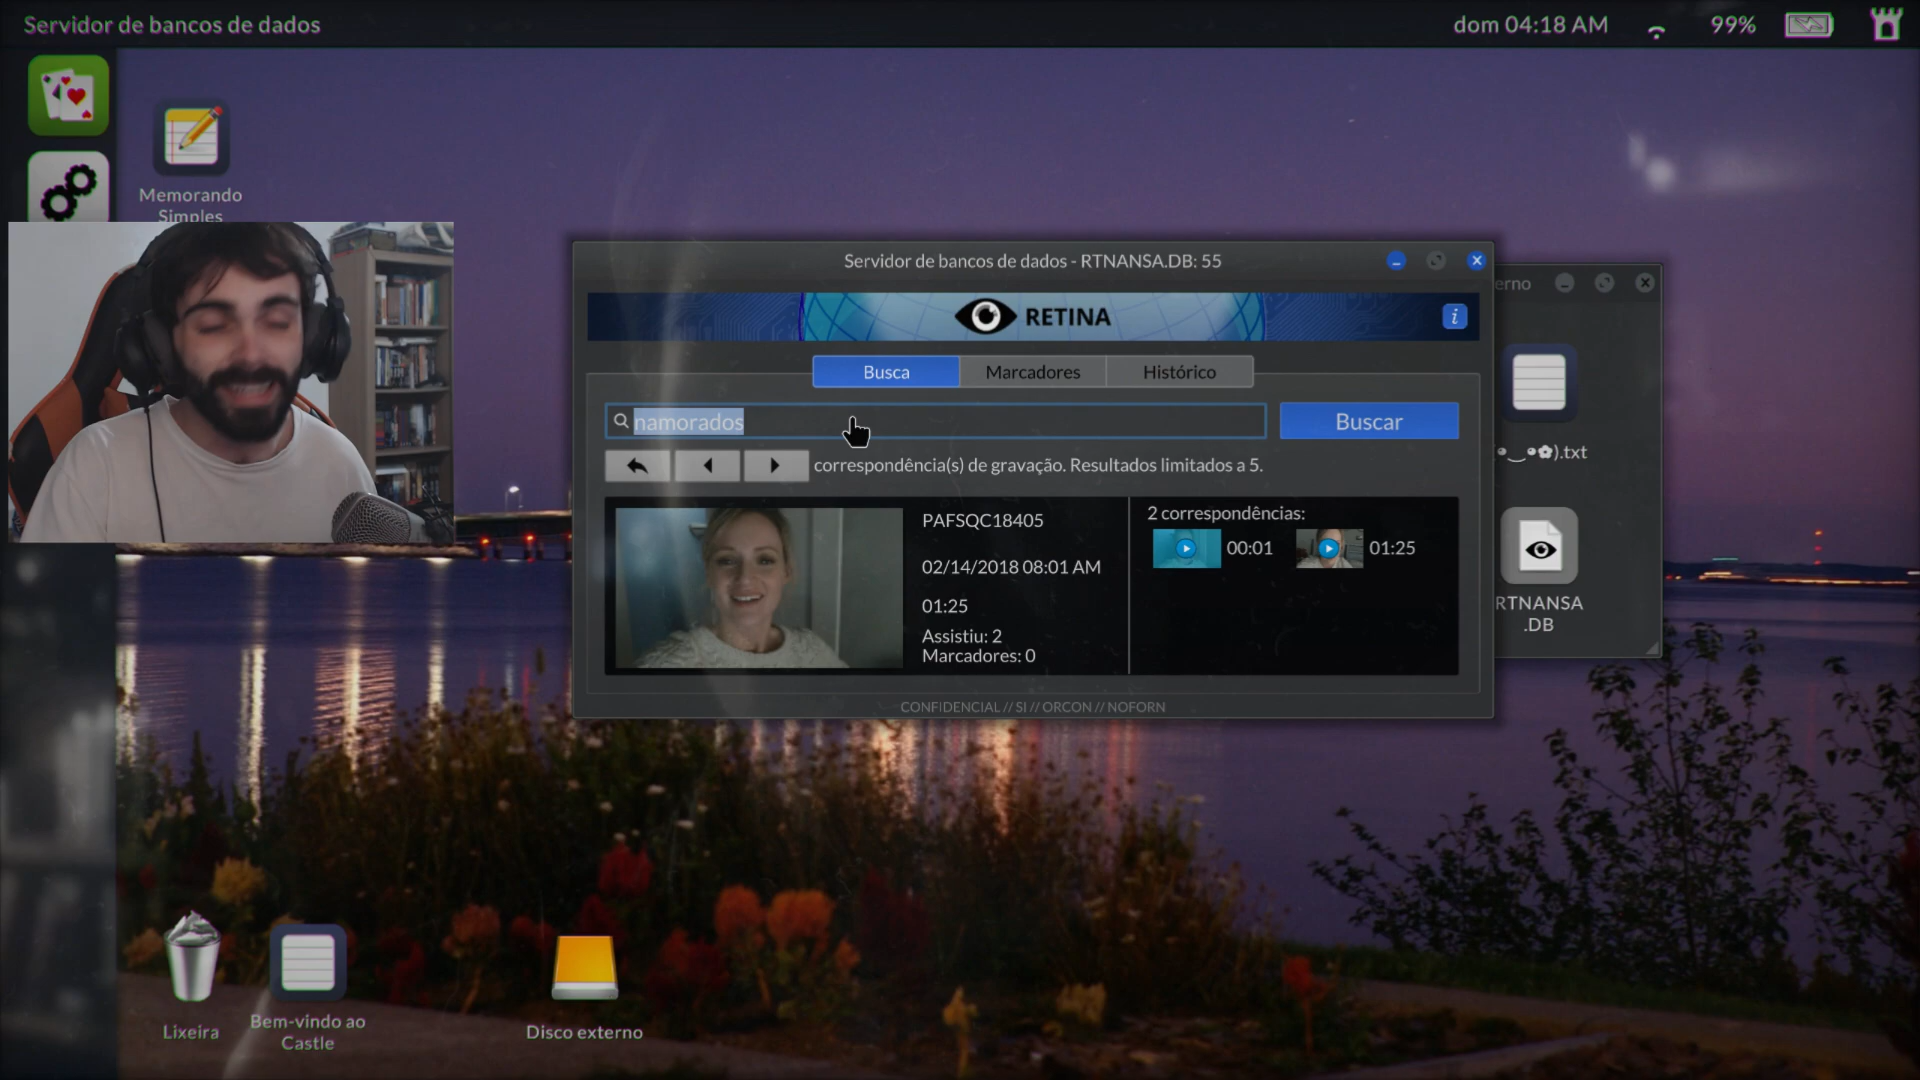 Servidor de bancos de dados
dom 04:18 AM
99%
Memorando
Simples
Servidor de bancos de dados - RTNANSA.DB: 55
erno
RETINA
i
Busca
Marcadores
Histórico
namorados
Buscar
correspondência(s) de gravação. Resultados limitados a 5.
PAFSQC18405
02/14/2018 08:01 AM
01:25
Assistiu: 2
Marcadores: 0
2 correspondências:
00:01
01:25
CONFIDENCIAL // SI // ORCON // NOFORN
•‿•✿).txt
RTNANSA
.DB
Lixeira
Bem-vindo ao
Castle
Disco externo